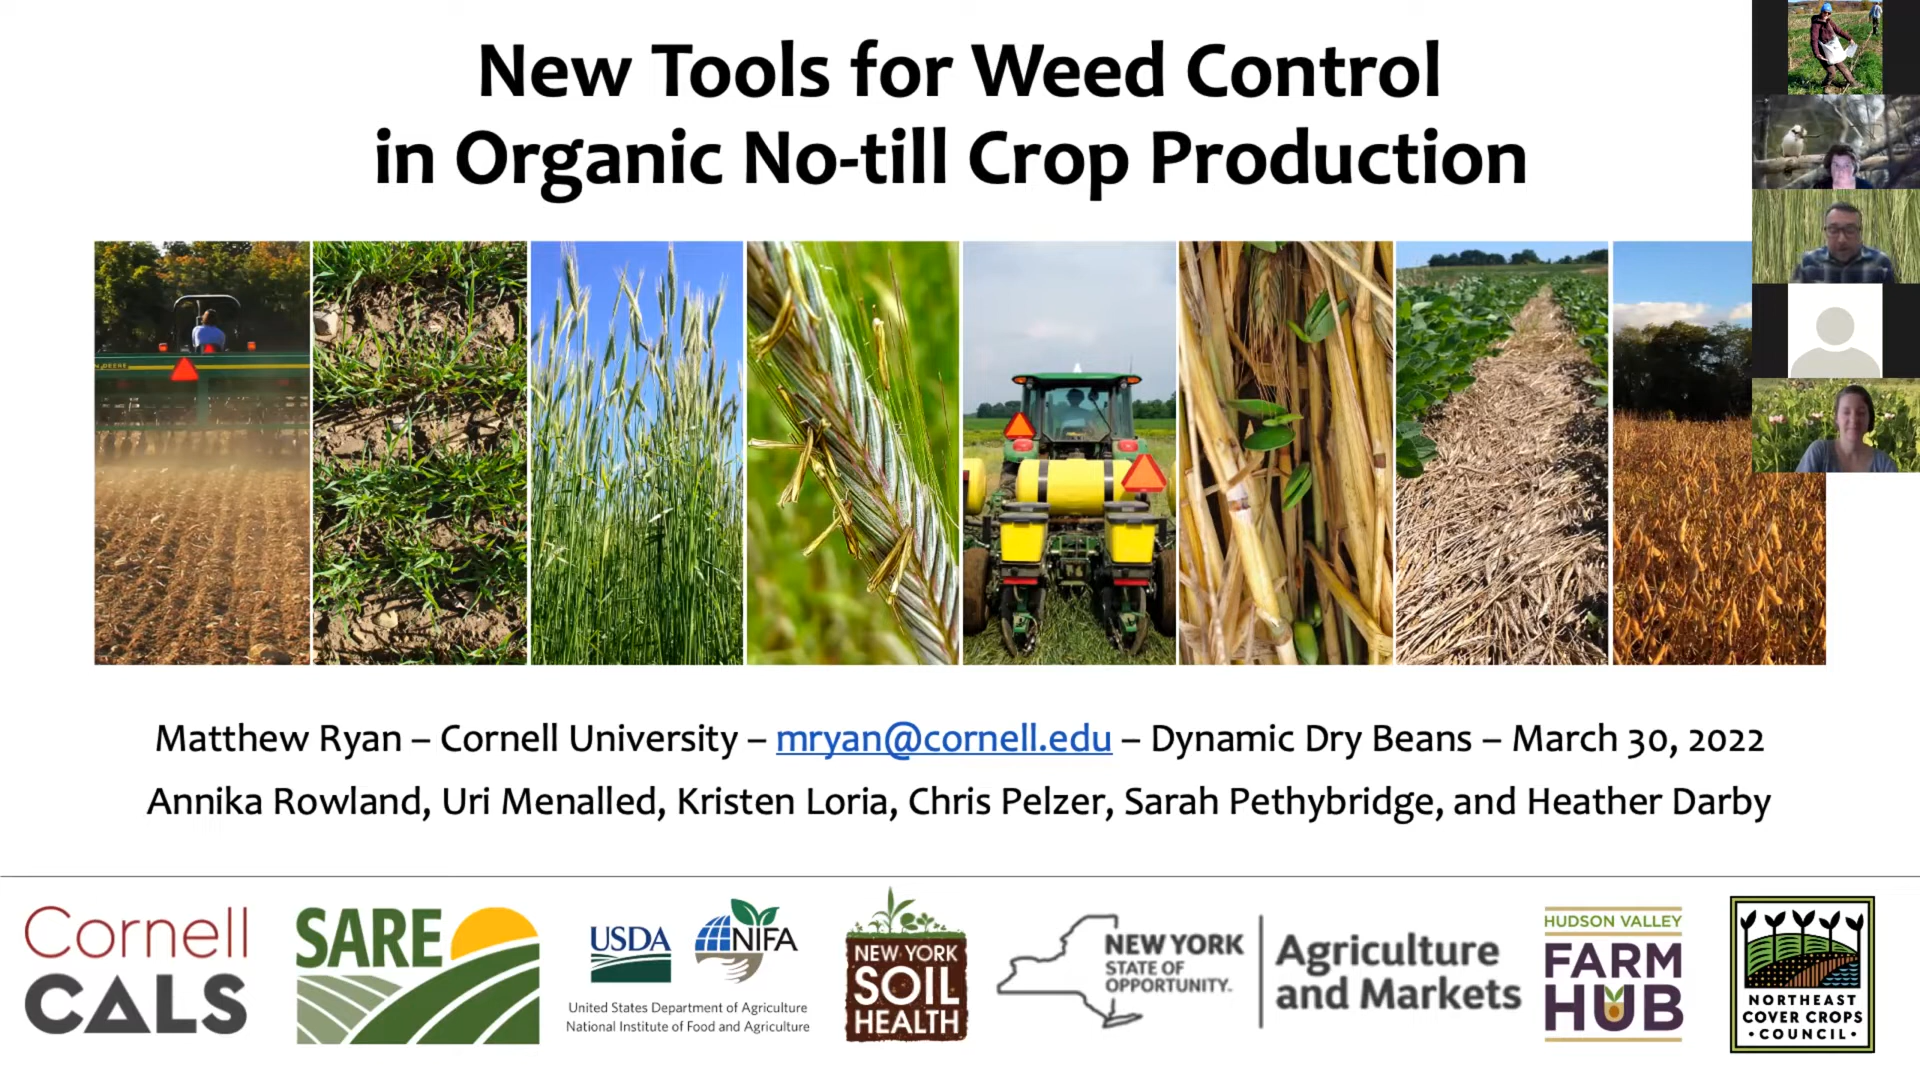 New Tools for Weed Control
in Organic No-till Crop Production
DEERE
Matthew Ryan – Cornell University – mryan@cornell.edu – Dynamic Dry Beans – March 30, 2022
Annika Rowland, Uri Menalled, Kristen Loria, Chris Pelzer, Sarah Pethybridge, and Heather Darby
Cornell
CALS
SARE
USDA
NIFA
United States Department of Agriculture
National Institute of Food and Agriculture
NEW YORK
SOIL
HEALTH
NEW YORK
STATE OF
OPPORTUNITY.
Agriculture
and Markets
HUDSON VALLEY
FARM
HUB
NORTHEAST
COVER CROPS
• COUNCIL •